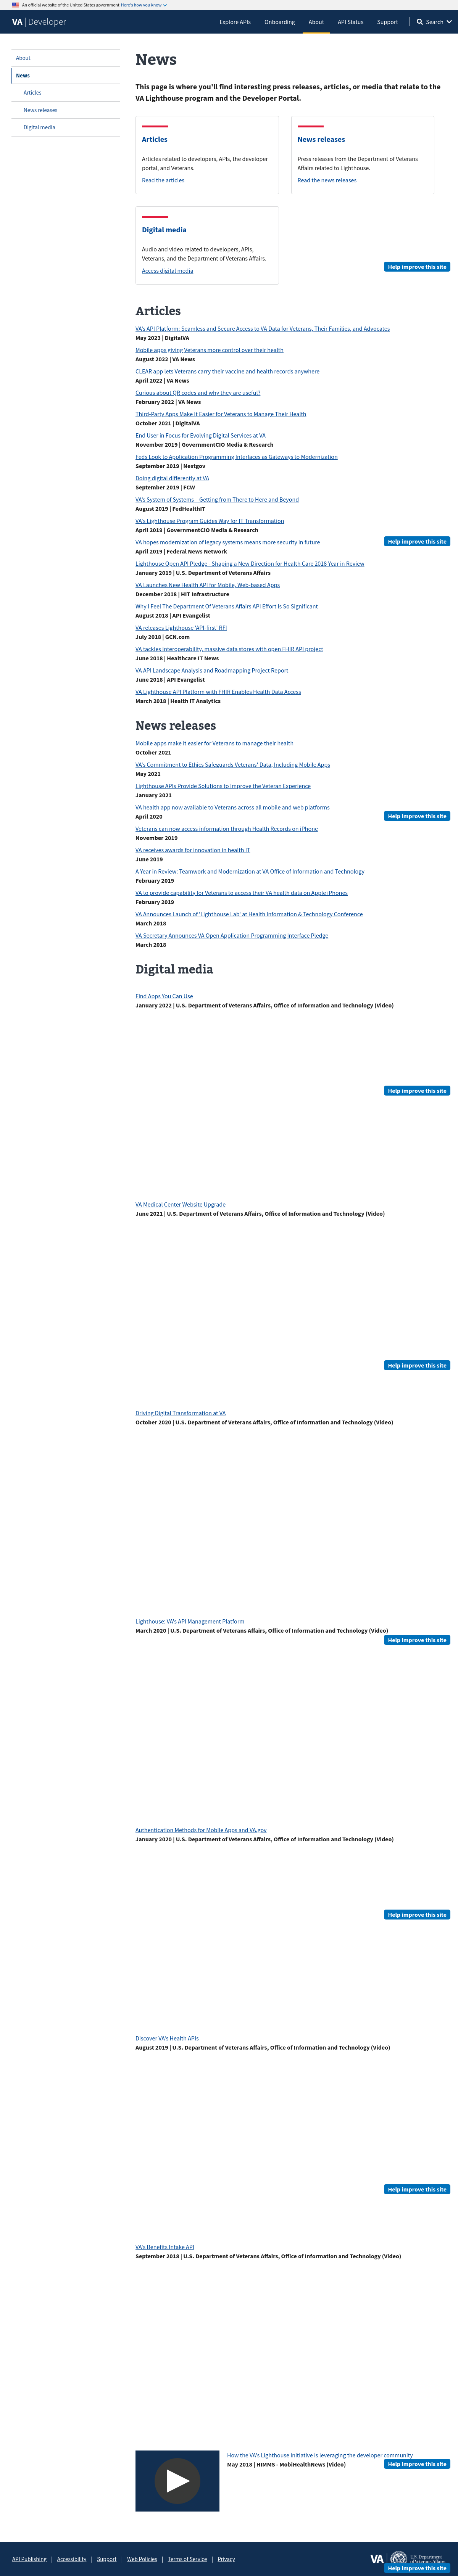 An official website of the United States government Here's how you know
VA | Developer
Explore APIs
Onboarding
About
API Status
Support
Search
About
News
Articles
News releases
Digital media
News
This page is where you'll find interesting press releases, articles, or media that relate to the
VA Lighthouse program and the Developer Portal.
Articles
Articles related to developers, APIs, the developer
portal, and Veterans.
Read the articles
News releases
Press releases from the Department of Veterans
Affairs related to Lighthouse.
Read the news releases
Digital media
Audio and video related to developers, APIs,
Veterans, and the Department of Veterans Affairs.
Access digital media
Help improve this site
Articles
VA's API Platform: Seamless and Secure Access to VA Data for Veterans, Their Families, and Advocates
May 2023 | DigitalVA
Mobile apps giving Veterans more control over their health
August 2022 | VA News
CLEAR app lets Veterans carry their vaccine and health records anywhere
April 2022 | VA News
Curious about QR codes and why they are useful?
February 2022 | VA News
Third-Party Apps Make It Easier for Veterans to Manage Their Health
October 2021 | DigitalVA
End User in Focus for Evolving Digital Services at VA
November 2019 | GovernmentCIO Media & Research
Feds Look to Application Programming Interfaces as Gateways to Modernization
September 2019 | Nextgov
Doing digital differently at VA
September 2019 | FCW
VA's System of Systems – Getting from There to Here and Beyond
August 2019 | FedHealthIT
VA's Lighthouse Program Guides Way for IT Transformation
April 2019 | GovernmentCIO Media & Research
VA hopes modernization of legacy systems means more security in future
Help improve this site
April 2019 | Federal News Network
Lighthouse Open API Pledge - Shaping a New Direction for Health Care 2018 Year in Review
January 2019 | U.S. Department of Veterans Affairs
VA Launches New Health API for Mobile, Web-based Apps
December 2018 | HIT Infrastructure
Why I Feel The Department Of Veterans Affairs API Effort Is So Significant
August 2018 | API Evangelist
VA releases Lighthouse 'API-first' RFI
July 2018 | GCN.com
VA tackles interoperability, massive data stores with open FHIR API project
June 2018 | Healthcare IT News
VA API Landscape Analysis and Roadmapping Project Report
June 2018 | API Evangelist
VA Lighthouse API Platform with FHIR Enables Health Data Access
March 2018 | Health IT Analytics
News releases
Mobile apps make it easier for Veterans to manage their health
October 2021
VA's Commitment to Ethics Safeguards Veterans' Data, Including Mobile Apps
May 2021
Lighthouse APIs Provide Solutions to Improve the Veteran Experience
January 2021
VA health app now available to Veterans across all mobile and web platforms
April 2020
Help improve this site
Veterans can now access information through Health Records on iPhone
November 2019
VA receives awards for innovation in health IT
June 2019
A Year in Review: Teamwork and Modernization at VA Office of Information and Technology
February 2019
VA to provide capability for Veterans to access their VA health data on Apple iPhones
February 2019
VA Announces Launch of 'Lighthouse Lab' at Health Information & Technology Conference
March 2018
VA Secretary Announces VA Open Application Programming Interface Pledge
March 2018
Digital media
Find Apps You Can Use
January 2022 | U.S. Department of Veterans Affairs, Office of Information and Technology (Video)
Help improve this site
VA Medical Center Website Upgrade
June 2021 | U.S. Department of Veterans Affairs, Office of Information and Technology (Video)
Help improve this site
Driving Digital Transformation at VA
October 2020 | U.S. Department of Veterans Affairs, Office of Information and Technology (Video)
Lighthouse: VA's API Management Platform
March 2020 | U.S. Department of Veterans Affairs, Office of Information and Technology (Video)
Help improve this site
Authentication Methods for Mobile Apps and VA.gov
January 2020 | U.S. Department of Veterans Affairs, Office of Information and Technology (Video)
Help improve this site
Discover VA's Health APIs
August 2019 | U.S. Department of Veterans Affairs, Office of Information and Technology (Video)
Help improve this site
VA's Benefits Intake API
September 2018 | U.S. Department of Veterans Affairs, Office of Information and Technology (Video)
How the VA's Lighthouse initiative is leveraging the developer community
May 2018 | HIMMS - MobiHealthNews (Video)
Help improve this site
API Publishing | Accessibility | Support | Web Policies | Terms of Service | Privacy
VA
U.S. Department
of Veterans Affairs
Help improve this site